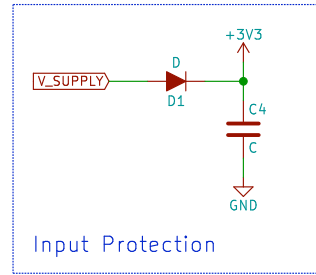 +3V3
V_SUPPLY
D
D1
C4
C
GND
Input Protection